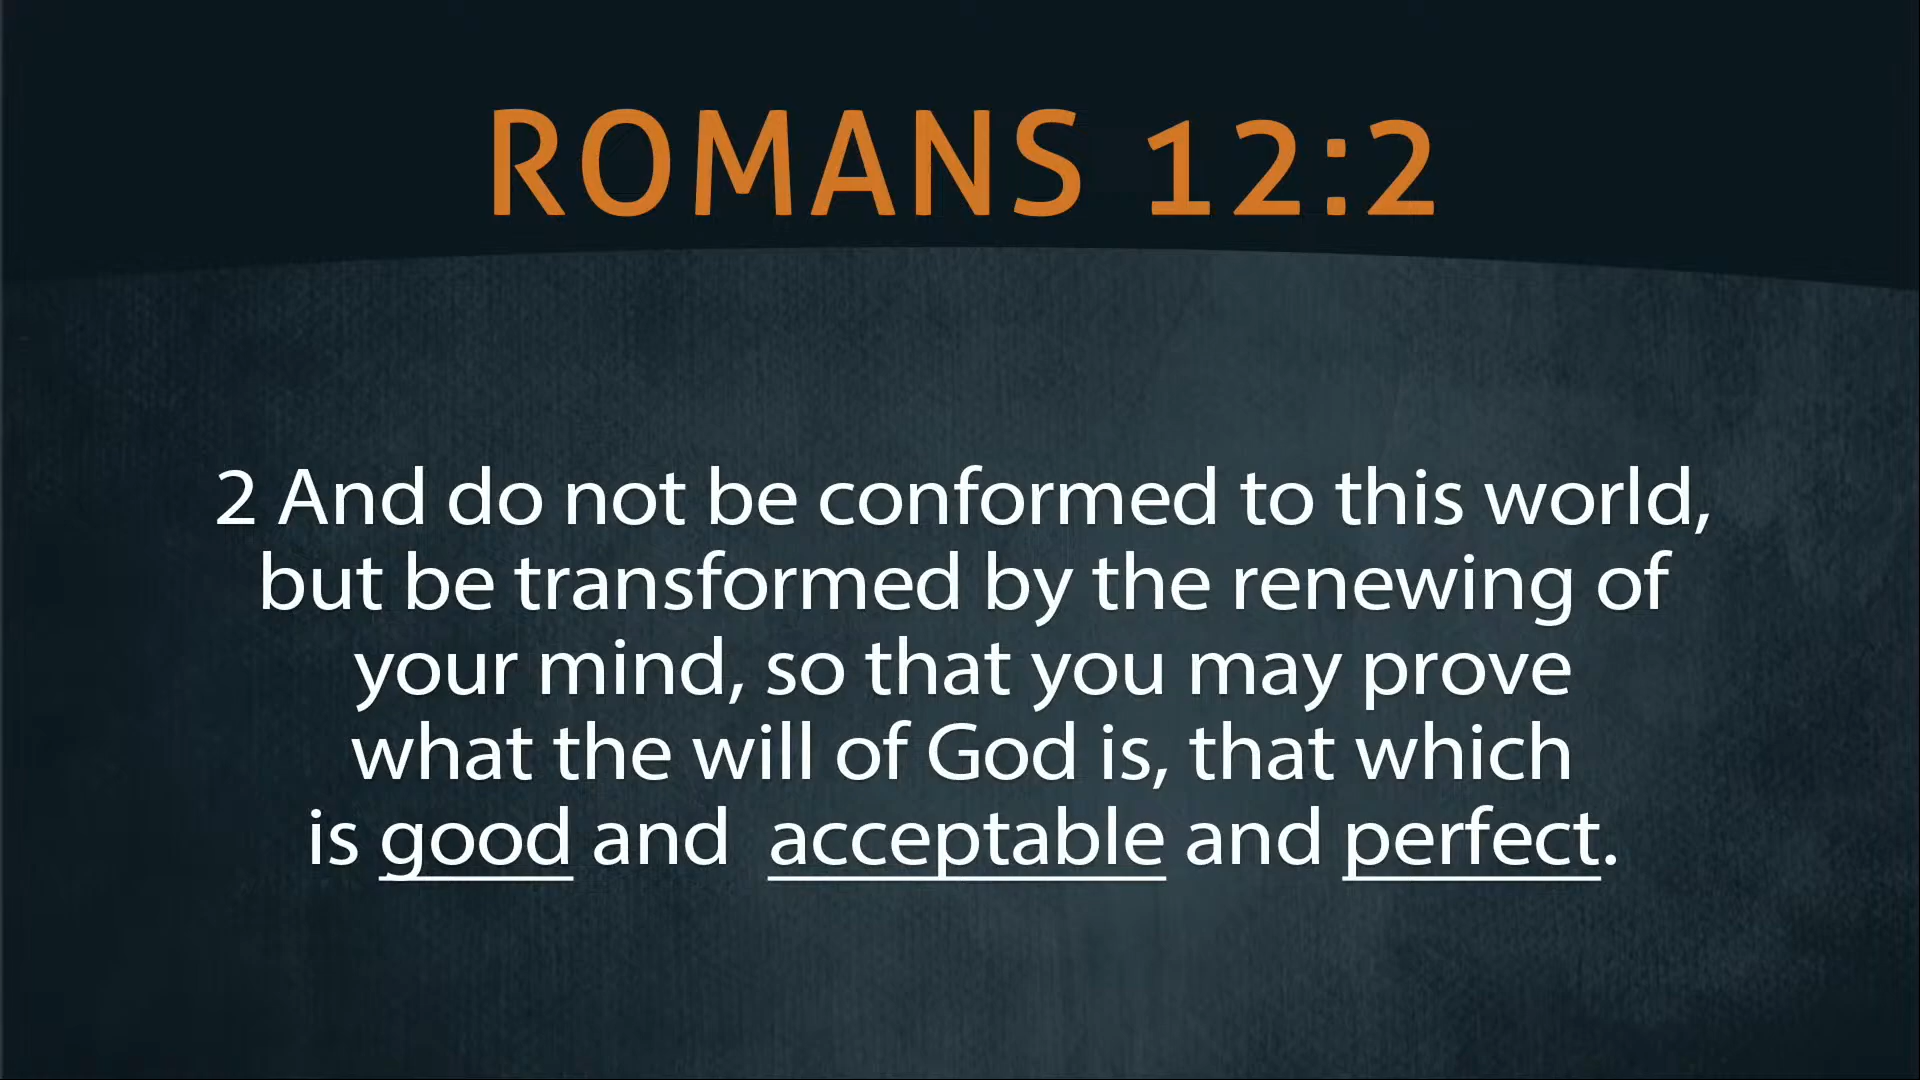 ROMANS 12:2
2 And do not be conformed to this world,
but be transformed by the renewing of
your mind, so that you may prove
what the will of God is, that which
is good and acceptable and perfect.